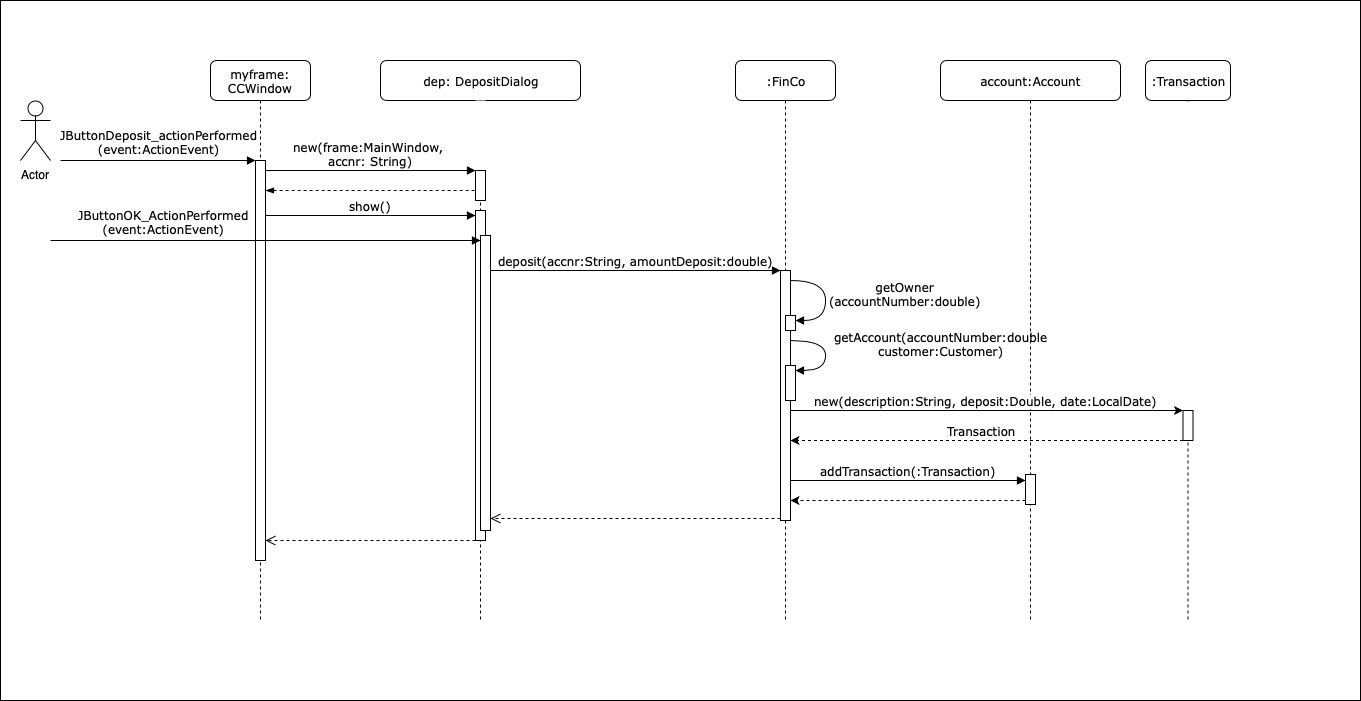 myframe:
CCWindow
dep: DepositDialog
:FinCo
account:Account
:Transaction
Actor
JButtonDeposit_actionPerformed
(event:ActionEvent)
new(frame:MainWindow,
accnr: String)
show()
JButtonOK_ActionPerformed
(event:ActionEvent)
deposit(accnr:String, amountDeposit:double)
getOwner
(accountNumber:double)
getAccount(accountNumber:double
customer:Customer)
new(description:String, deposit:Double, date:LocalDate)
Transaction
addTransaction(:Transaction)